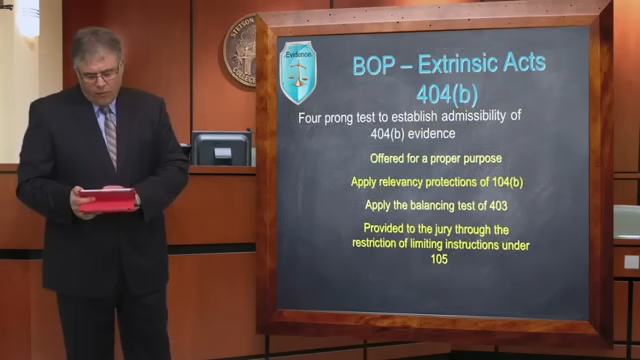 Evidence
BOP – Extrinsic Acts
404(b)
Four prong test to establish admissibility of
404(b) evidence
Offered for a proper purpose
Apply relevancy protections of 104(b)
Apply the balancing test of 403
Provided to the jury through the
restriction of limiting instructions under
105